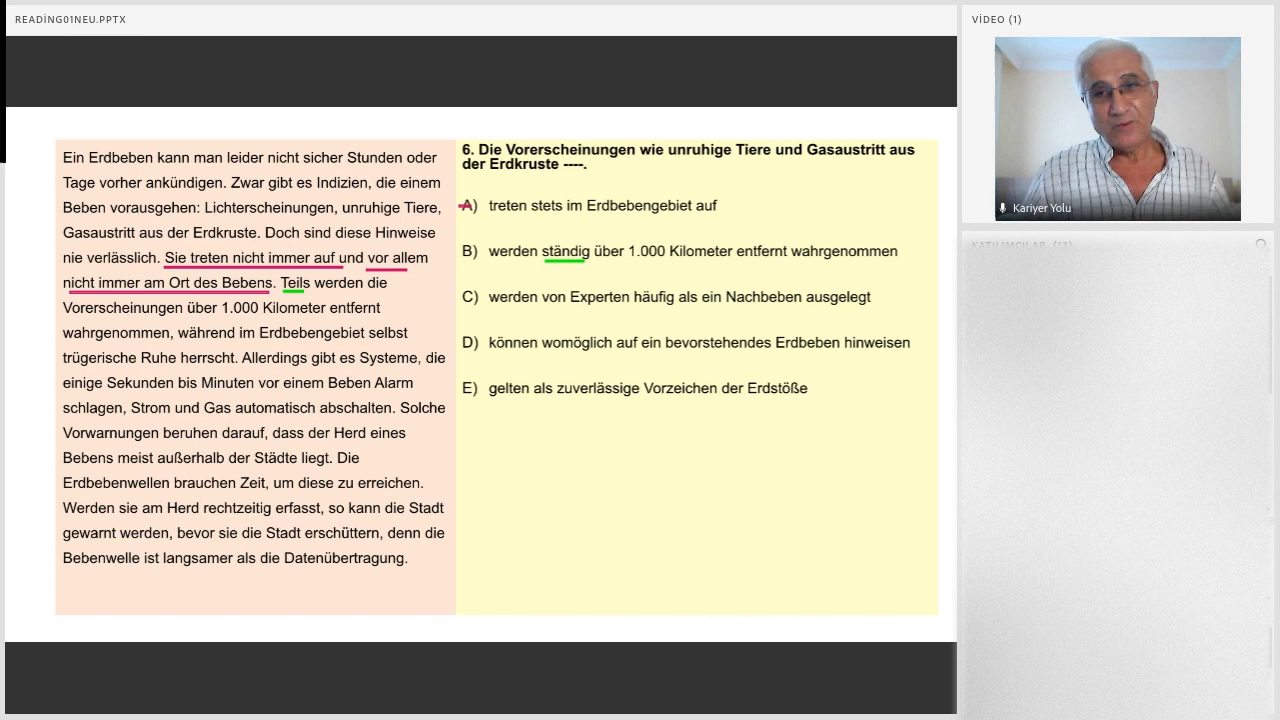 READİNG01NEU.PPTX
VİDEO (1)
Kariyer Yolu
KATILIMCILAR (13)
Ein Erdbeben kann man leider nicht sicher Stunden oder
Tage vorher ankündigen. Zwar gibt es Indizien, die einem
Beben vorausgehen: Lichterscheinungen, unruhige Tiere,
Gasaustritt aus der Erdkruste. Doch sind diese Hinweise
nie verlässlich. Sie treten nicht immer auf und vor allem
nicht immer am Ort des Bebens. Teils werden die
Vorerscheinungen über 1.000 Kilometer entfernt
wahrgenommen, während im Erdbebengebiet selbst
trügerische Ruhe herrscht. Allerdings gibt es Systeme, die
einige Sekunden bis Minuten vor einem Beben Alarm
schlagen, Strom und Gas automatisch abschalten. Solche
Vorwarnungen beruhen darauf, dass der Herd eines
Bebens meist außerhalb der Städte liegt. Die
Erdbebenwellen brauchen Zeit, um diese zu erreichen.
Werden sie am Herd rechtzeitig erfasst, so kann die Stadt
gewarnt werden, bevor sie die Stadt erschüttern, denn die
Bebenwelle ist langsamer als die Datenübertragung.
6. Die Vorerscheinungen wie unruhige Tiere und Gasaustritt aus
der Erdkruste ----.
A) treten stets im Erdbebengebiet auf
B) werden ständig über 1.000 Kilometer entfernt wahrgenommen
C) werden von Experten häufig als ein Nachbeben ausgelegt
D) können womöglich auf ein bevorstehendes Erdbeben hinweisen
E) gelten als zuverlässige Vorzeichen der Erdstöße